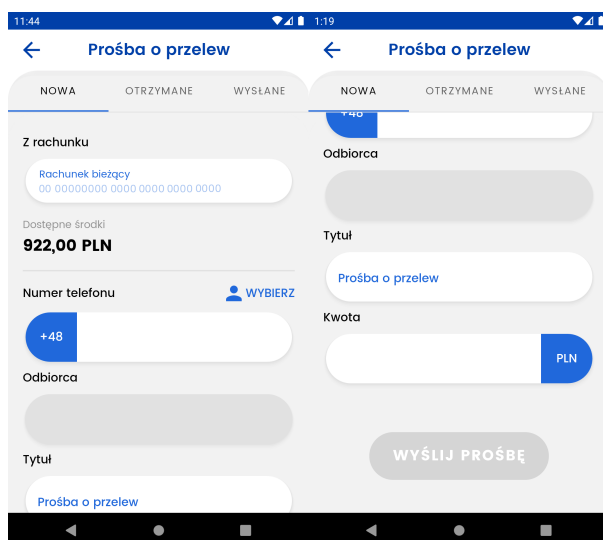 11:44
Prośba o przelew
NOWA OTRZYMANE WYSŁANE
Z rachunku
Rachunek bieżący
00 00000000 0000 0000 0000 0000
Dostępne środki
922,00 PLN
Numer telefonu WYBIERZ
+48
Odbiorca
Tytuł
Prośba o przelew
1:19
Prośba o przelew
NOWA OTRZYMANE WYSŁANE
+48
Odbiorca
Tytuł
Prośba o przelew
Kwota
PLN
WYŚLIJ PROŚBĘ